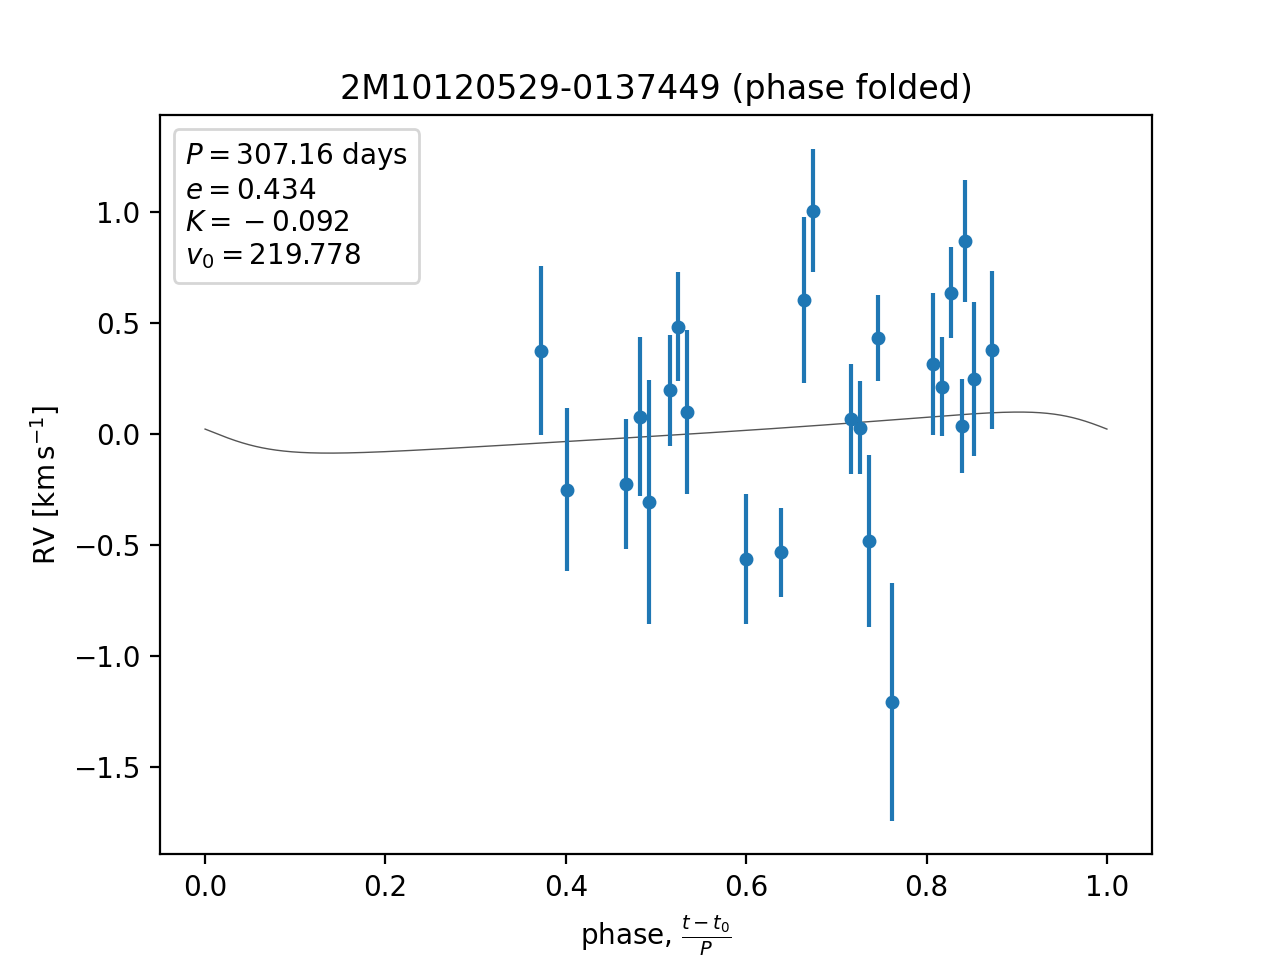 2M10120529-0137449 (phase folded)
P = 307.16 days
e = 0.434
K = −0.092
v₀ = 219.778
1.0
0.5
0.0
−0.5
−1.0
−1.5
RV [km s⁻¹]
0.0 0.2 0.4 0.6 0.8 1.0
phase, (t − t₀)/P